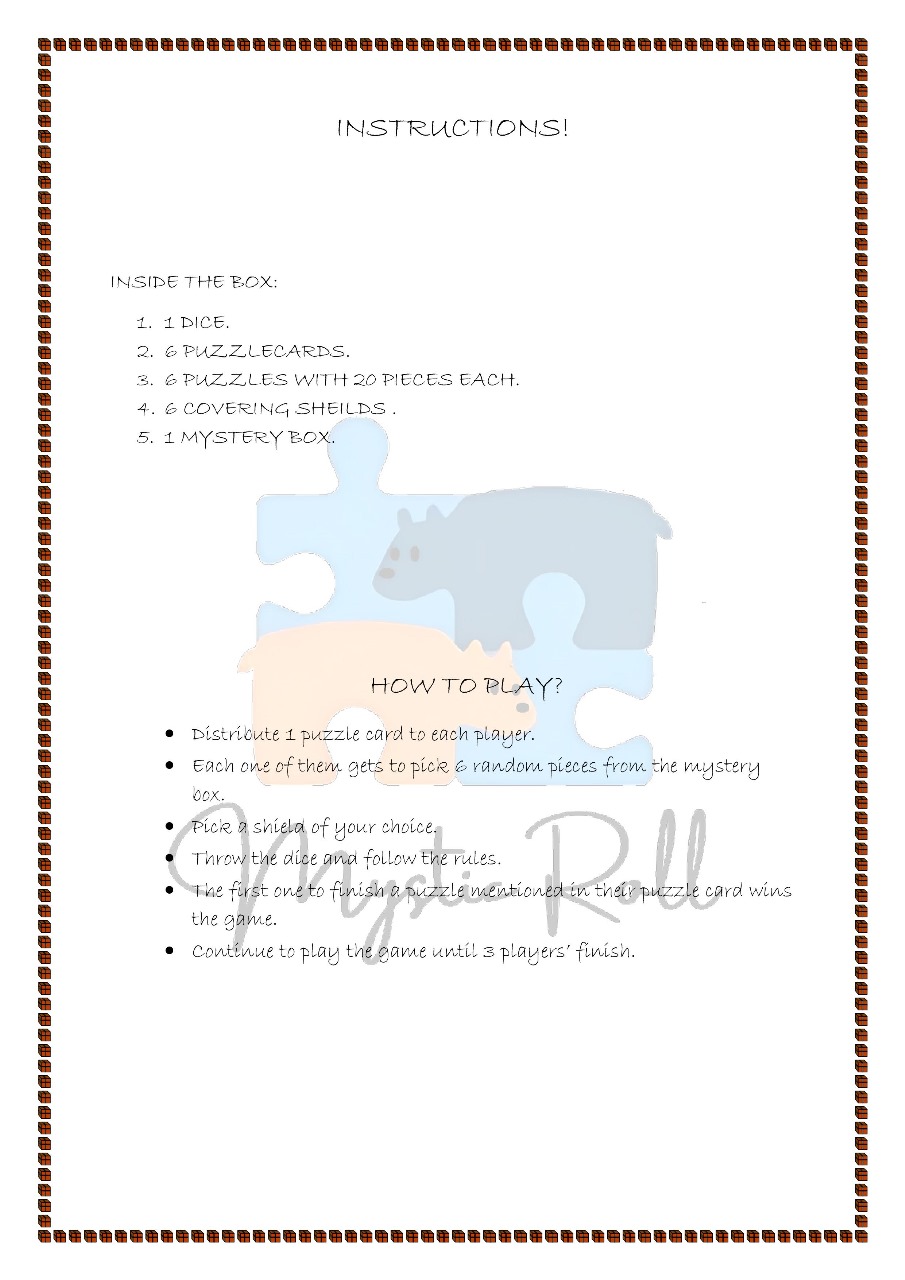 INSTRUCTIONS!
INSIDE THE BOX:
1. 1 DICE.
2. 6 PUZZLECARDS.
3. 6 PUZZLES WITH 20 PIECES EACH.
4. 6 COVERING SHEILDS .
5. 1 MYSTERY BOX.
HOW TO PLAY?
• Distribute 1 puzzle card to each player.
• Each one of them gets to pick 6 random pieces from the mystery
box.
• Pick a shield of your choice.
• Throw the dice and follow the rules.
• The first one to finish a puzzle mentioned in their puzzle card wins
the game.
• Continue to play the game until 3 players’ finish.
Mystic Roll